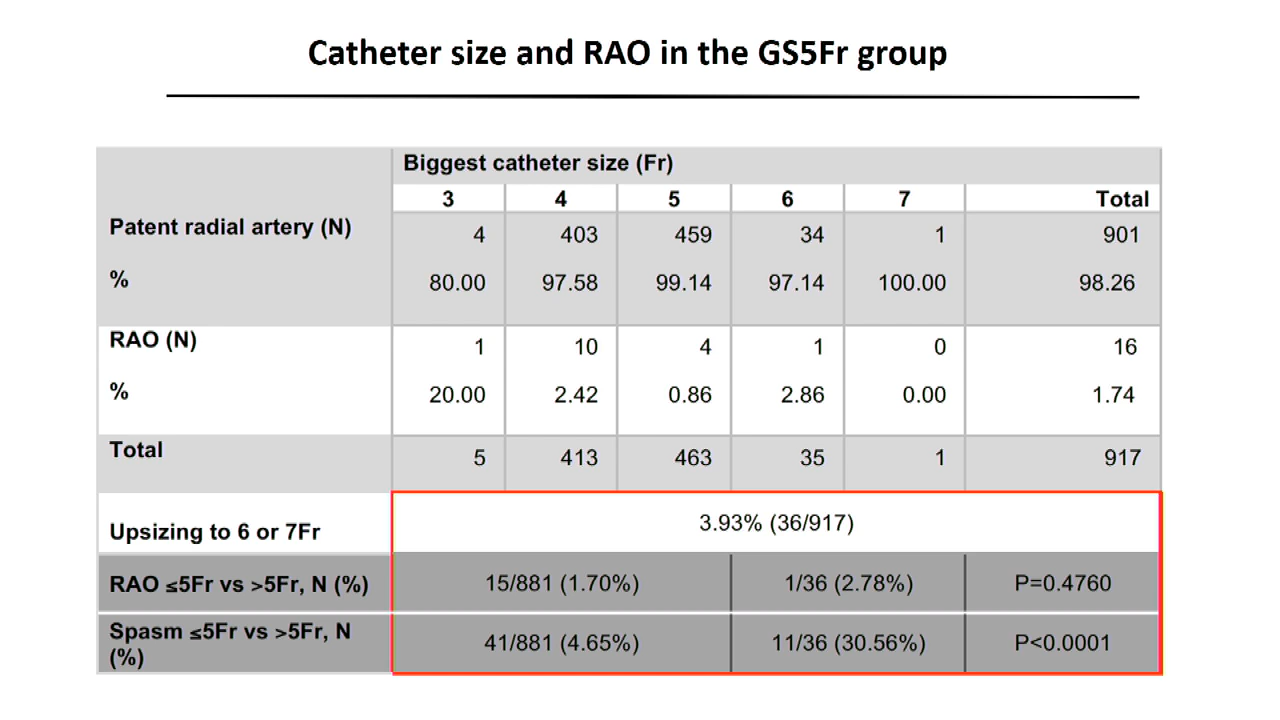 Catheter size and RAO in the GS5Fr group
Biggest catheter size (Fr)
3 4 5 6 7 Total
Patent radial artery (N) 4 403 459 34 1 901
% 80.00 97.58 99.14 97.14 100.00 98.26
RAO (N) 1 10 4 1 0 16
% 20.00 2.42 0.86 2.86 0.00 1.74
Total 5 413 463 35 1 917
Upsizing to 6 or 7Fr 3.93% (36/917)
RAO ≤5Fr vs >5Fr, N (%) 15/881 (1.70%) 1/36 (2.78%) P=0.4760
Spasm ≤5Fr vs >5Fr, N
(%) 41/881 (4.65%) 11/36 (30.56%) P<0.0001